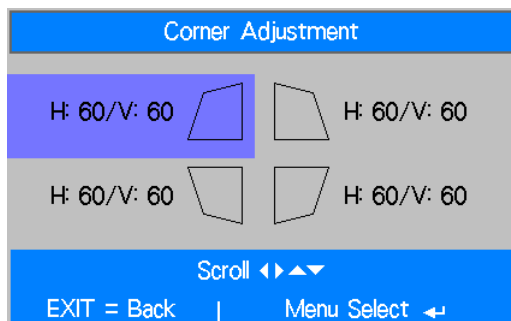 Corner Adjustment
H: 60/V: 60 H: 60/V: 60
H: 60/V: 60 H: 60/V: 60
Scroll
EXIT = Back | Menu Select